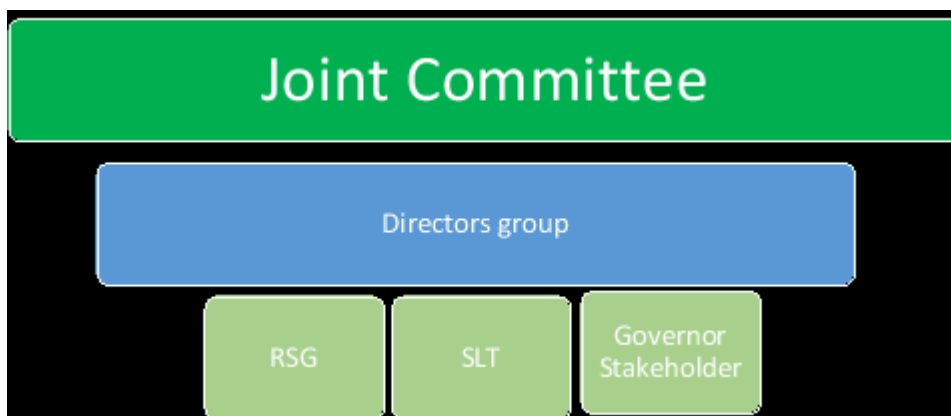 Joint Committee
Directors group
RSG
SLT
Governor
Stakeholder